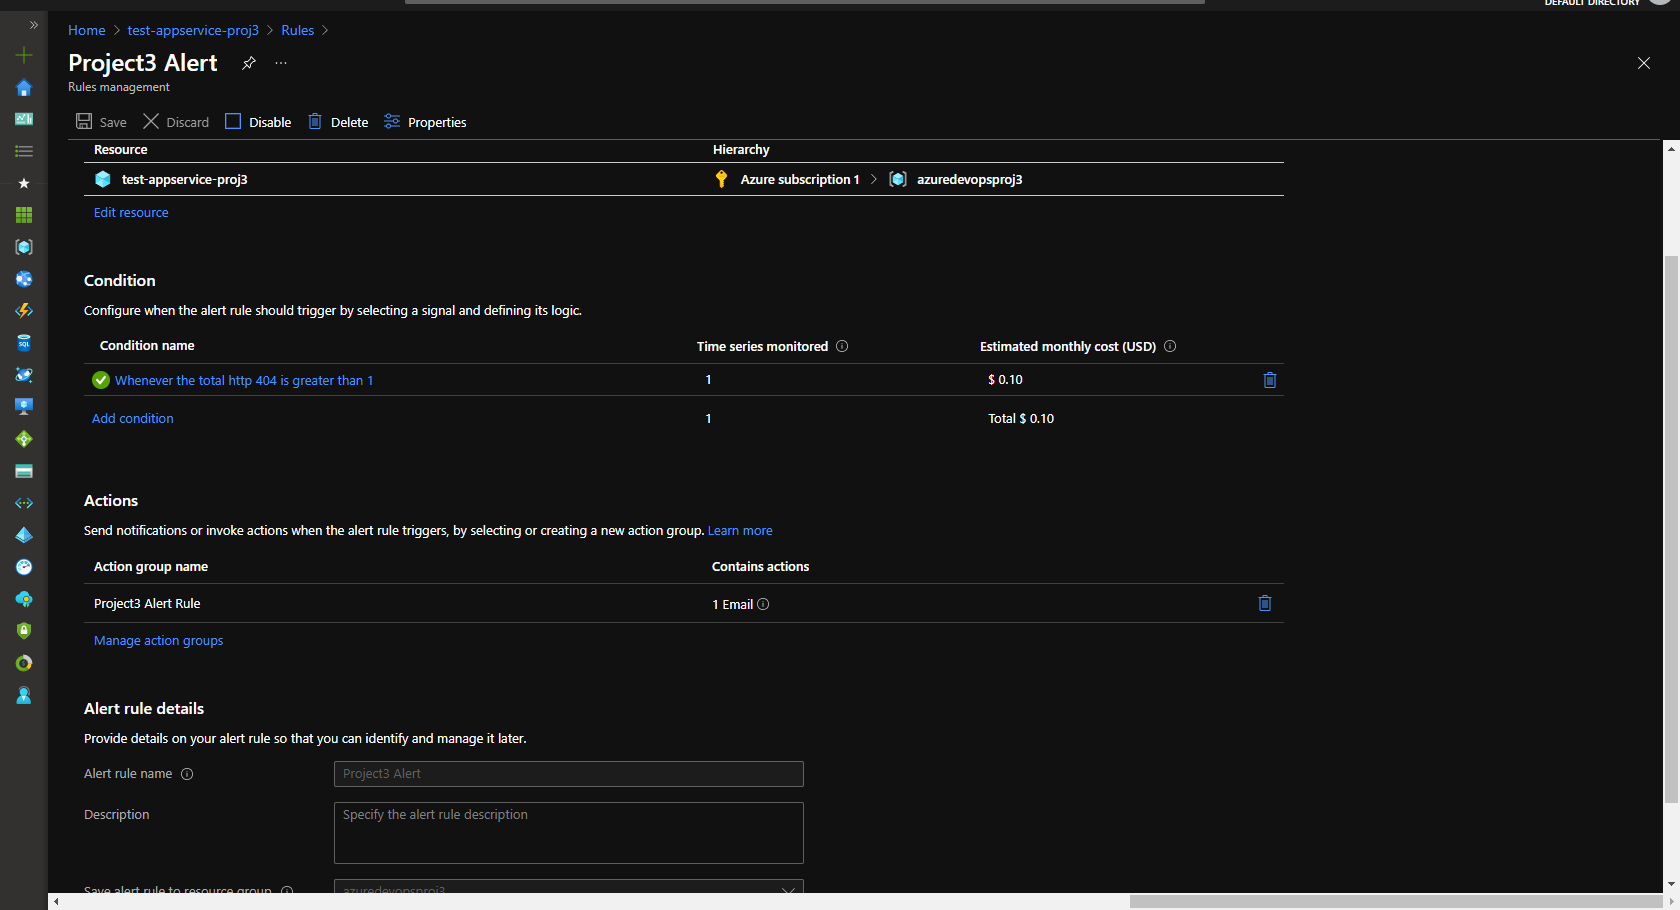 DEFAULT DIRECTORY
Home > test-appservice-proj3 > Rules >
Project3 Alert
Rules management
Save Discard Disable Delete Properties
Resource Hierarchy
test-appservice-proj3 Azure subscription 1 > azuredevopsproj3
Edit resource
Condition
Configure when the alert rule should trigger by selecting a signal and defining its logic.
Condition name Time series monitored Estimated monthly cost (USD)
Whenever the total http 404 is greater than 1 1 $ 0.10
Add condition 1 Total $ 0.10
Actions
Send notifications or invoke actions when the alert rule triggers, by selecting or creating a new action group. Learn more
Action group name Contains actions
Project3 Alert Rule 1 Email
Manage action groups
Alert rule details
Provide details on your alert rule so that you can identify and manage it later.
Alert rule name Project3 Alert
Description Specify the alert rule description
Save alert rule to resource group azuredevopsproj3